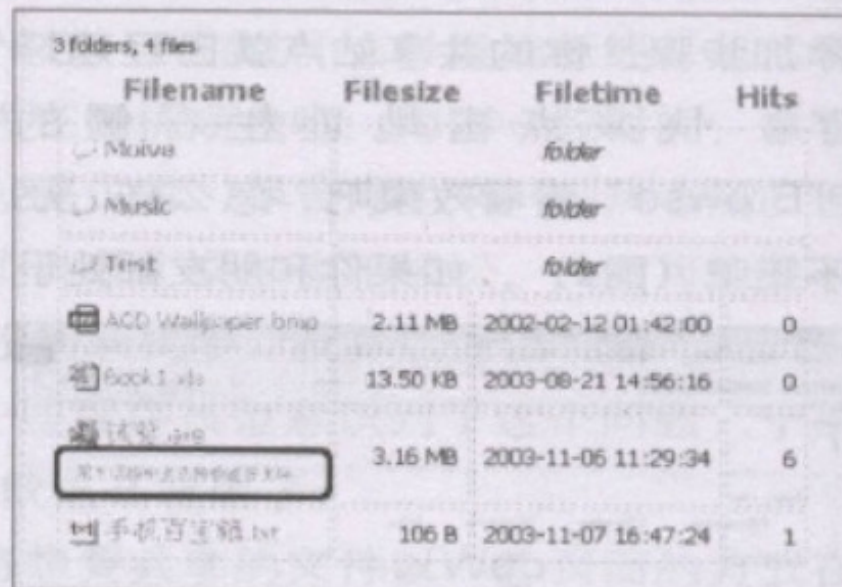 3 folders, 4 files
Filename Filesize Filetime Hits
Moive folder
Music folder
Test folder
ACD Wallpaper.bmp 2.11 MB 2002-02-12 01:42:00 0
Book1.xls 13.50 KB 2003-08-21 14:56:16 0
3.16 MB 2003-11-06 11:29:34 6
手机百宝箱.txt 106 B 2003-11-07 16:47:24 1